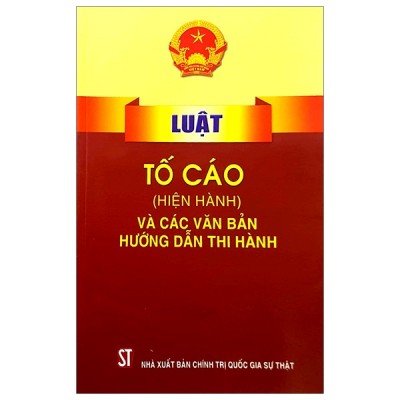 LUẬT
TỐ CÁO
(HIỆN HÀNH)
VÀ CÁC VĂN BẢN
HƯỚNG DẪN THI HÀNH
ST
NHÀ XUẤT BẢN CHÍNH TRỊ QUỐC GIA SỰ THẬT